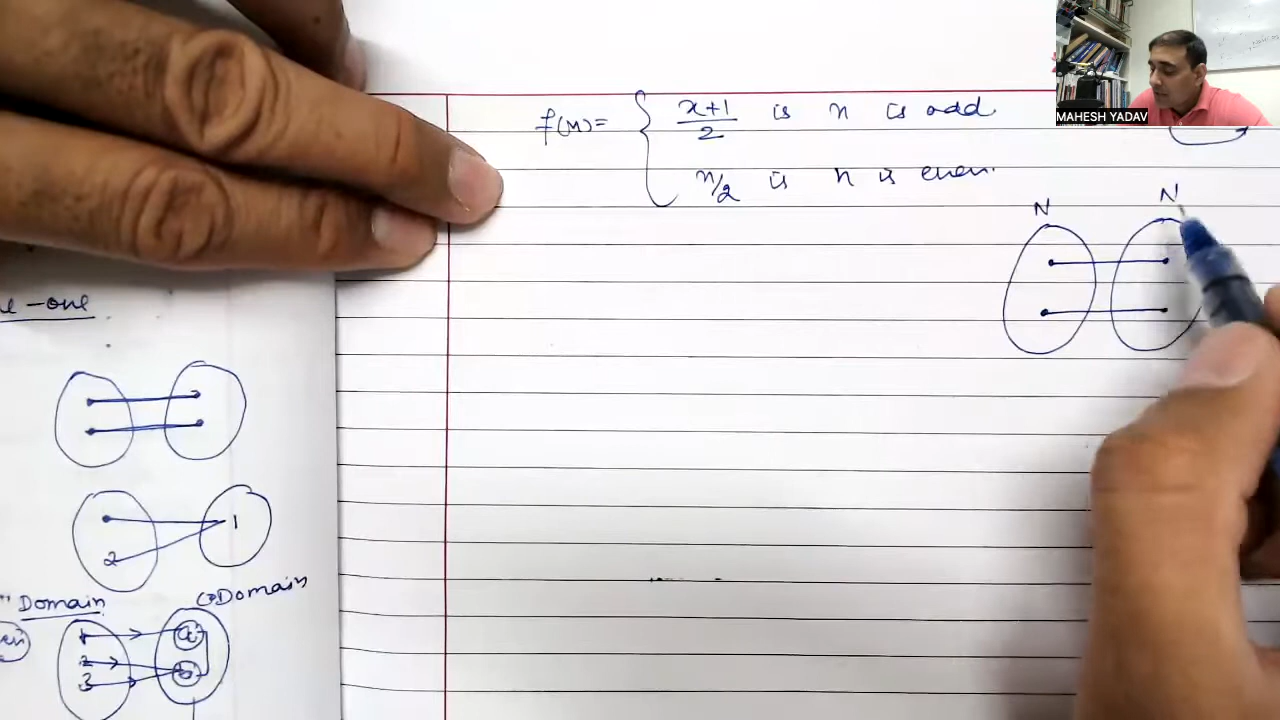 f(n) = { x+1/2 is n is odd
n/2 is n is even.
N N
MAHESH YADAV
-one
1
2
Domain CoDomain
1 a
2 b
3